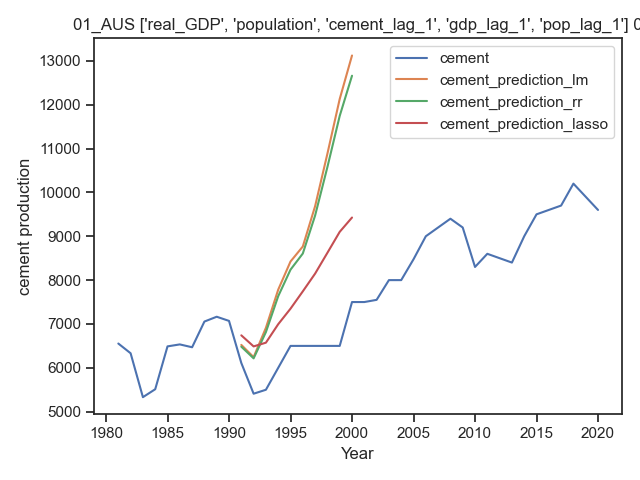 01_AUS ['real_GDP', 'population', 'cement_lag_1', 'gdp_lag_1', 'pop_lag_1'] 0
cement
cement_prediction_lm
cement_prediction_rr
cement_prediction_lasso
13000
12000
11000
10000
9000
8000
7000
6000
5000
cement production
1980 1985 1990 1995 2000 2005 2010 2015 2020
Year